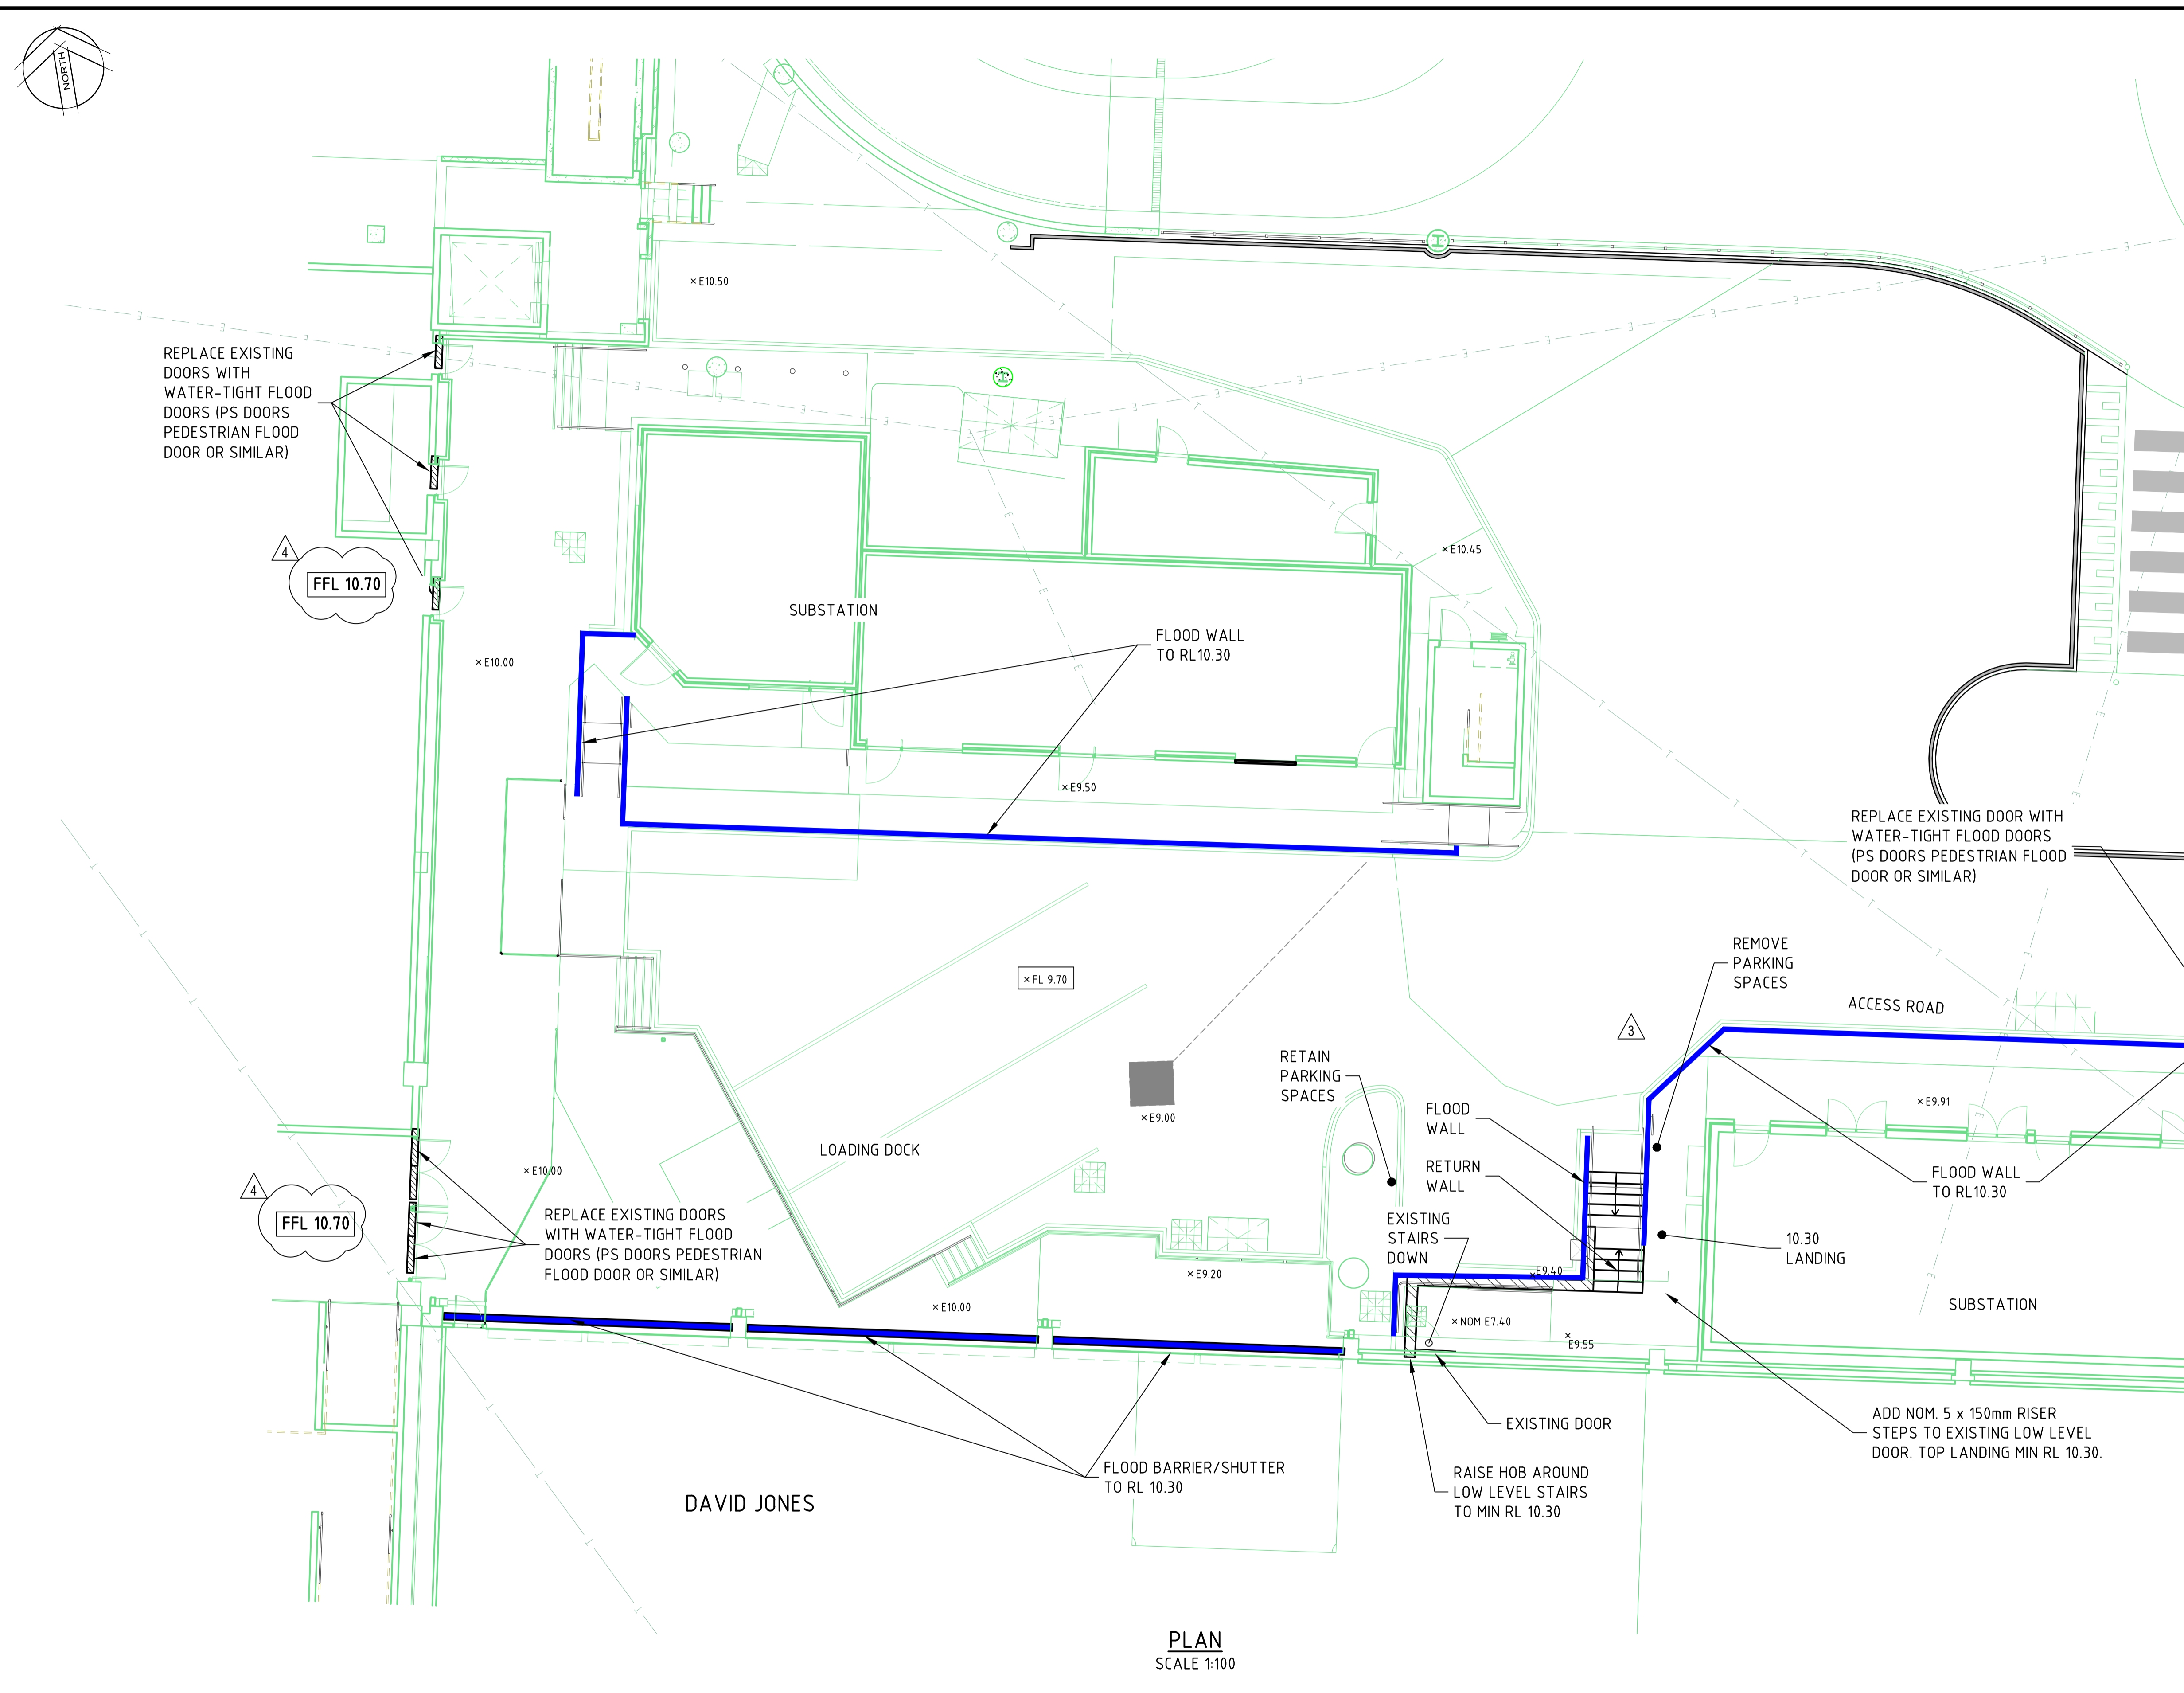 NORTH
×E10.50
REPLACE EXISTING
DOORS WITH
WATER-TIGHT FLOOD
DOORS (PS DOORS
PEDESTRIAN FLOOD
DOOR OR SIMILAR)
4
FFL 10.70
×E10.45
SUBSTATION
×E10.00
FLOOD WALL
TO RL10.30
×E9.50
REPLACE EXISTING DOOR WITH
WATER-TIGHT FLOOD DOORS
(PS DOORS PEDESTRIAN FLOOD
DOOR OR SIMILAR)
×FL 9.70
REMOVE
PARKING
SPACES
ACCESS ROAD
3
RETAIN
PARKING
SPACES
×E9.00
×E9.91
FLOOD
WALL
LOADING DOCK
RETURN
WALL
×E10.00
FLOOD WALL
TO RL10.30
4
FFL 10.70
REPLACE EXISTING DOORS
WITH WATER-TIGHT FLOOD
DOORS (PS DOORS PEDESTRIAN
FLOOD DOOR OR SIMILAR)
EXISTING
STAIRS
DOWN
10.30
LANDING
×E9.20
×E9.40
×E10.00
SUBSTATION
×NOM E7.40
×
E9.55
EXISTING DOOR
ADD NOM. 5 x 150mm RISER
STEPS TO EXISTING LOW LEVEL
DOOR. TOP LANDING MIN RL 10.30.
FLOOD BARRIER/SHUTTER
TO RL 10.30
RAISE HOB AROUND
LOW LEVEL STAIRS
TO MIN RL 10.30
DAVID JONES
PLAN
SCALE 1:100